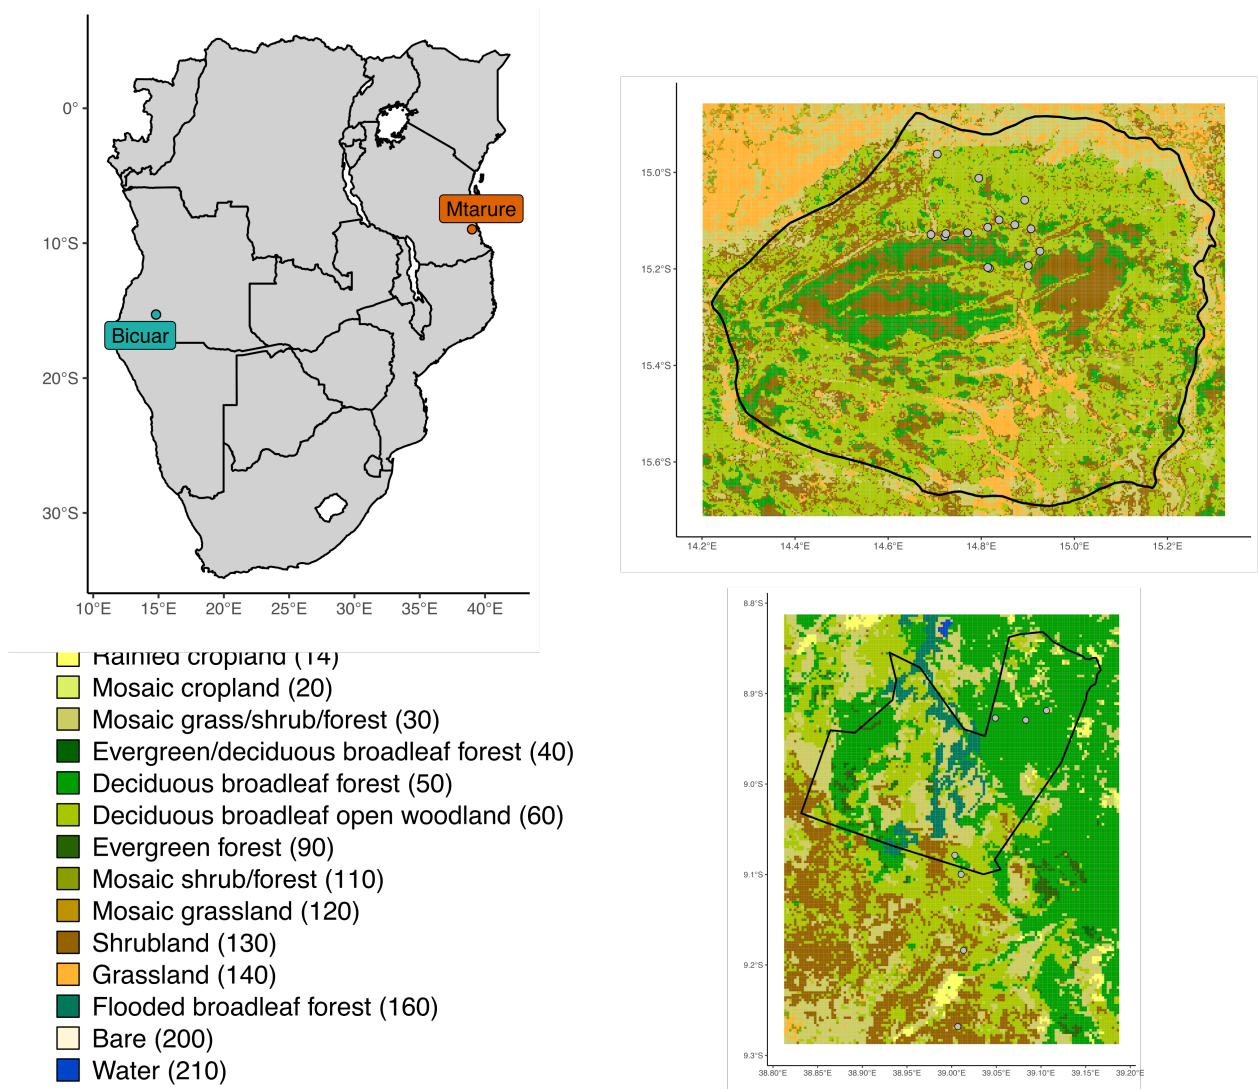 0°
10°S
20°S
30°S
10°E 15°E 20°E 25°E 30°E 35°E 40°E
Mtarure
Bicuar
15.0°S
15.2°S
15.4°S
15.6°S
14.2°E 14.4°E 14.6°E 14.8°E 15.0°E 15.2°E
Rainfed cropland (14)
Mosaic cropland (20)
Mosaic grass/shrub/forest (30)
Evergreen/deciduous broadleaf forest (40)
Deciduous broadleaf forest (50)
Deciduous broadleaf open woodland (60)
Evergreen forest (90)
Mosaic shrub/forest (110)
Mosaic grassland (120)
Shrubland (130)
Grassland (140)
Flooded broadleaf forest (160)
Bare (200)
Water (210)
8.8°S
8.9°S
9.0°S
9.1°S
9.2°S
9.3°S
38.80°E 38.85°E 38.90°E 38.95°E 39.00°E 39.05°E 39.10°E 39.15°E 39.20°E